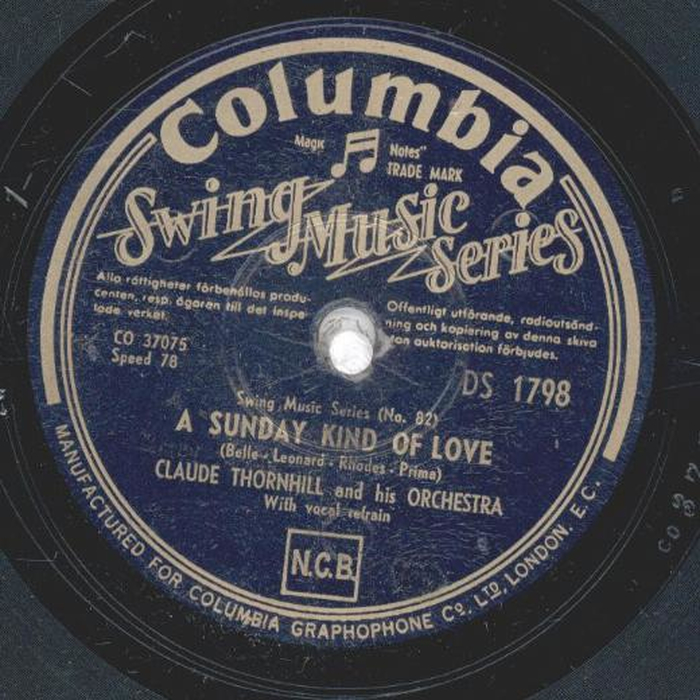 Columbia
Magic Notes"
TRADE MARK
Swing Music Series
Alla rättigheter förbehållos produ-
centen, resp. ägaren till det inspe
lade verket.
Offentligt utförande, radioutsänd-
ning och kopiering av denna skiva
tan auktorisation förbjudes.
CO 37075
Speed 78
DS 1798
Swing Music Series (No. 82)
A SUNDAY KIND OF LOVE
(Belle - Leonard - Rhodes - Prima)
CLAUDE THORNHILL and his ORCHESTRA
With vocal refrain
N.C.B.
MANUFACTURED FOR COLUMBIA GRAPHOPHONE CO. LTD. LONDON. E.C.